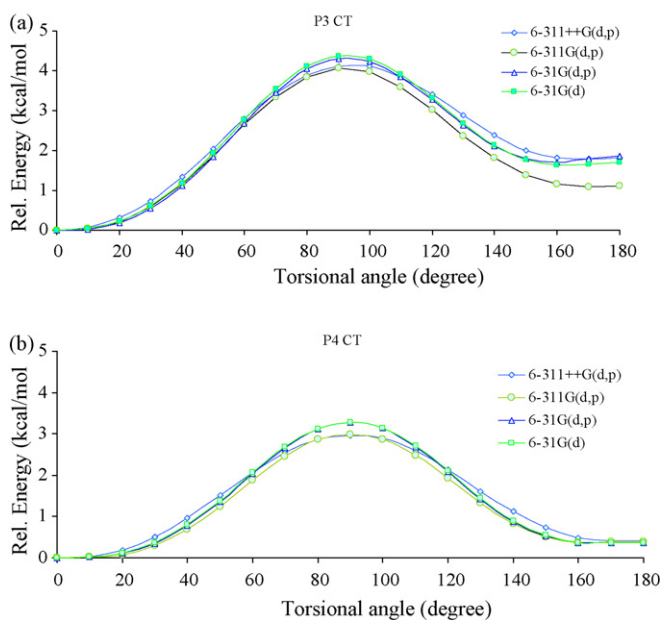 (a)
P3 CT
5
4
3
2
1
0
Rel. Energy (kcal/mol)
6-311++G(d,p)
6-311G(d,p)
6-31G(d,p)
6-31G(d)
0 20 40 60 80 100 120 140 160 180
Torsional angle (degree)
(b)
P4 CT
5
4
3
2
1
0
Rel. Energy (kcal/mol)
6-311++G(d,p)
6-311G(d,p)
6-31G(d,p)
6-31G(d)
0 20 40 60 80 100 120 140 160 180
Torsional angle (degree)